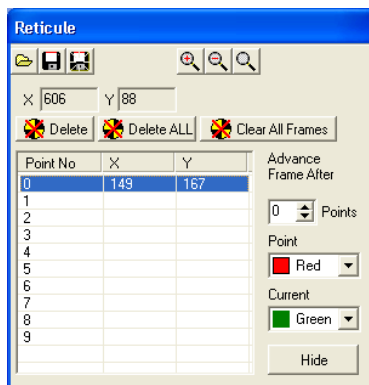 Reticule
X 606 Y 88
Delete Delete ALL Clear All Frames
Point No X Y
0 149 167
1
2
3
4
5
6
7
8
9
Advance
Frame After
0 Points
Point
Red
Current
Green
Hide